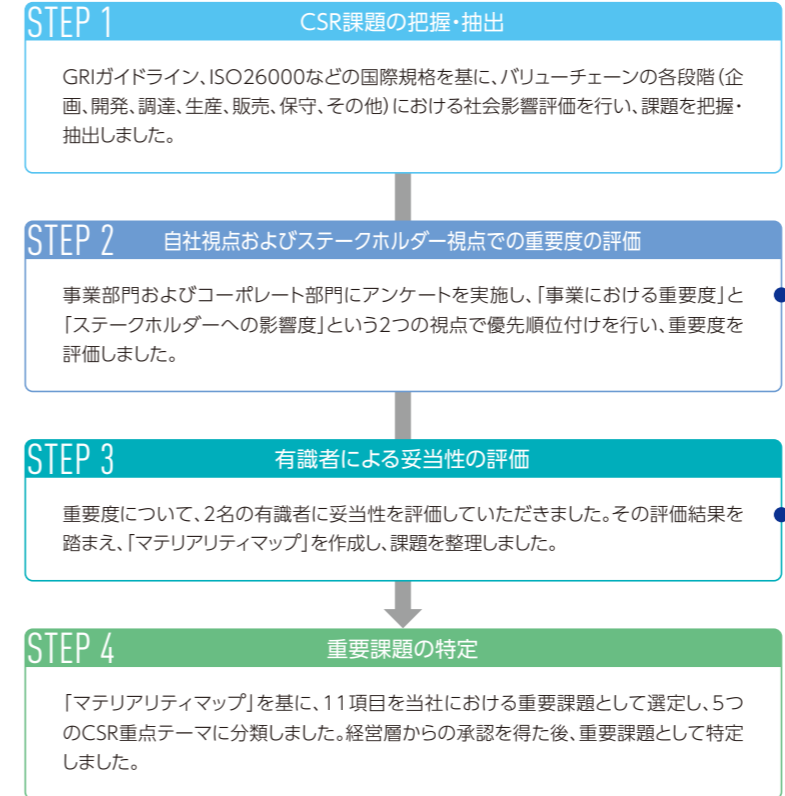 STEP 1 CSR課題の把握・抽出
GRIガイドライン、ISO26000などの国際規格を基に、バリューチェーンの各段階（企
画、開発、調達、生産、販売、保守、その他）における社会影響評価を行い、課題を把握・
抽出しました。
STEP 2 自社視点およびステークホルダー視点での重要度の評価
事業部門およびコーポレート部門にアンケートを実施し、「事業における重要度」と
「ステークホルダーへの影響度」という2つの視点で優先順位付けを行い、重要度を
評価しました。
STEP 3 有識者による妥当性の評価
重要度について、2名の有識者に妥当性を評価していただきました。その評価結果を
踏まえ、「マテリアリティマップ」を作成し、課題を整理しました。
STEP 4 重要課題の特定
「マテリアリティマップ」を基に、11項目を当社における重要課題として選定し、5つ
のCSR重点テーマに分類しました。経営層からの承認を得た後、重要課題として特定
しました。